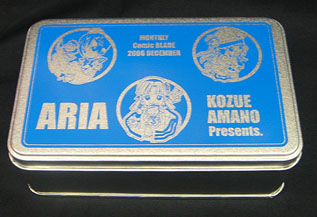 MONTHLY
Comic BLADE
2006 DECEMBER
ARIA
KOZUE
AMANO
Presents.